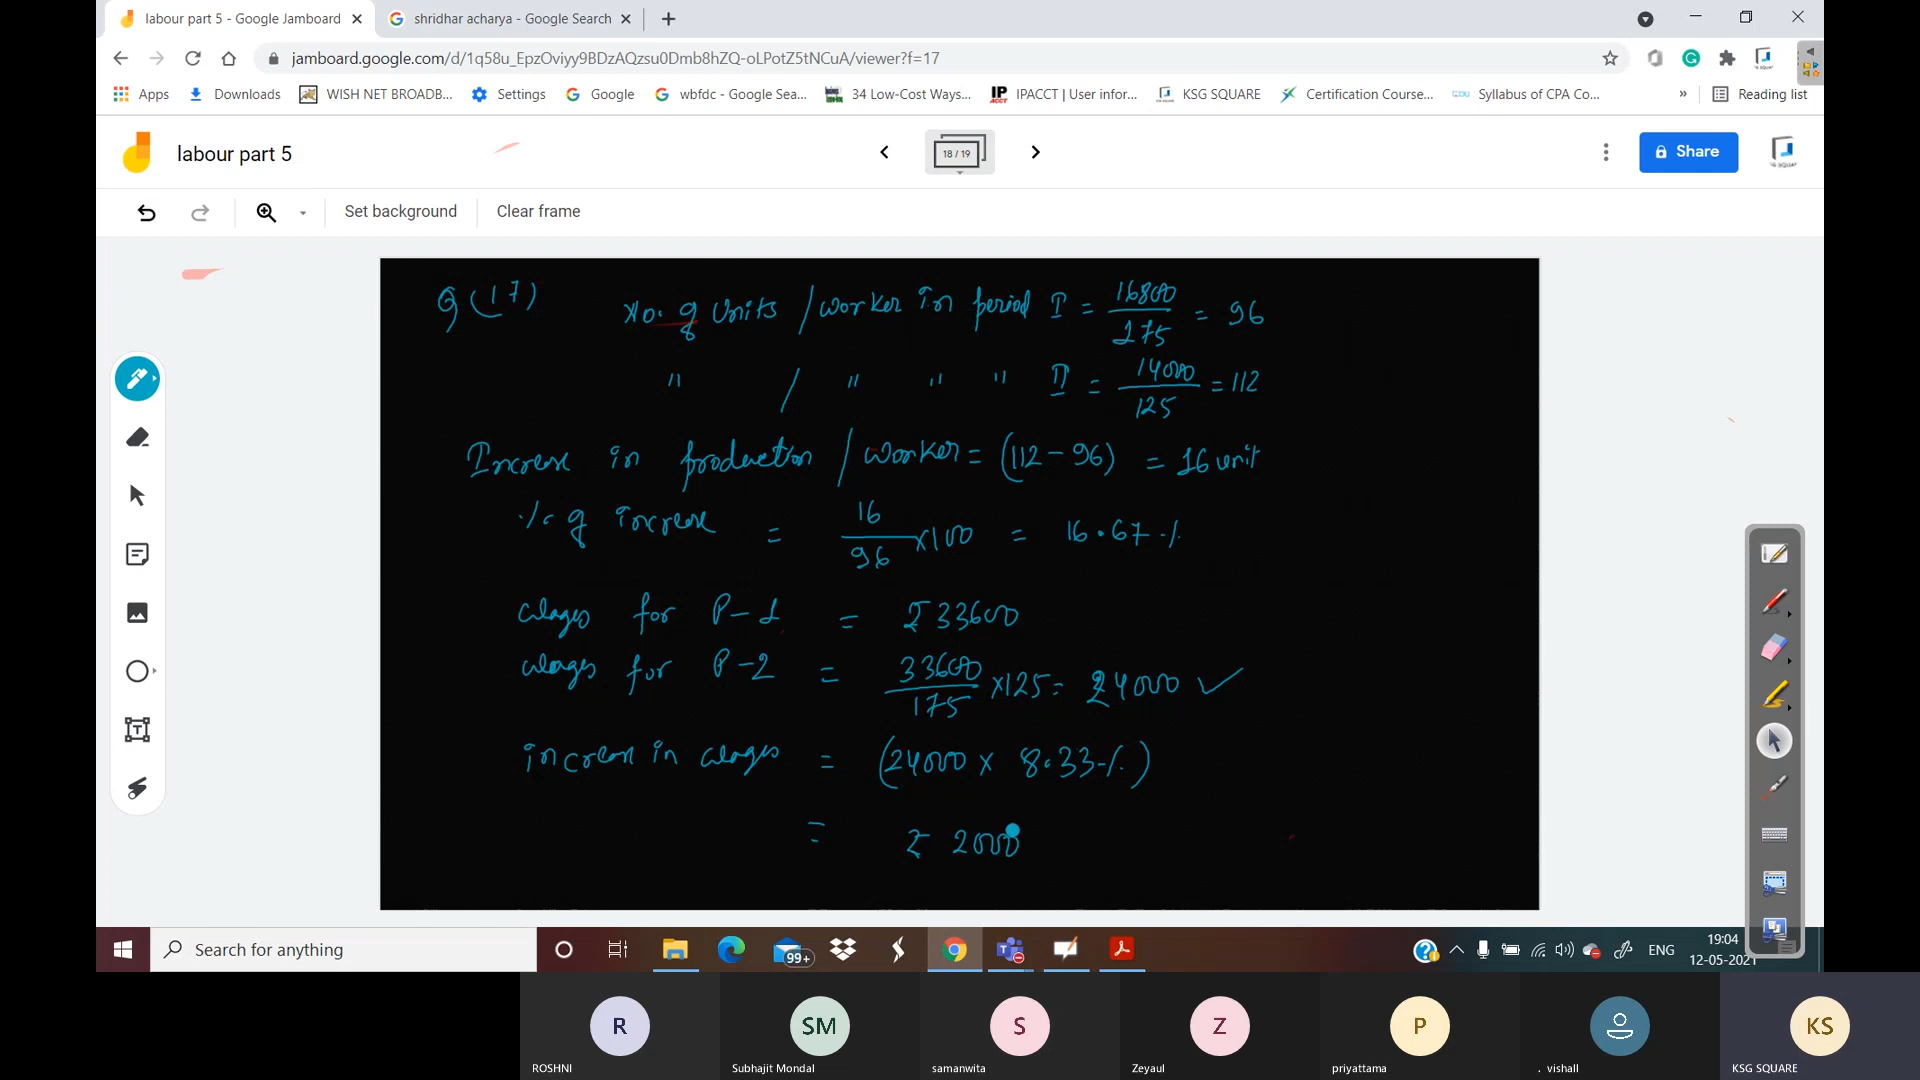 labour part 5 - Google Jamboard
shridhar acharya - Google Search
jamboard.google.com/d/1q58u_EpzOviyy9BDzAQzsu0Dmb8hZQ-oLPotZ5tNCuA/viewer?f=17
Apps Downloads WISH NET BROADB... Settings Google wbfdc - Google Sea... 34 Low-Cost Ways... IPACCT | User infor... KSG SQUARE Certification Course... Syllabus of CPA Co... » Reading list
labour part 5
18 / 19
Share
Set background Clear frame
Q (17) No. of units / worker in period I = 16800/175 = 96
" / " " " II = 14000/125 = 112
Increase in production / worker = (112 - 96) = 16 unit
% of increase = 16/96 x 100 = 16.67 %
wages for P-1 = ₹ 33600
wages for P-2 = 33600/175 x 125 = 24000 ✓
increase in wages = (24000 x 8.33 %)
= ₹ 2000
Search for anything
99+
ENG
19:04
12-05-2021
R SM S Z P KS
ROSHNI Subhajit Mondal samanwita Zeyaul priyattama . vishall KSG SQUARE